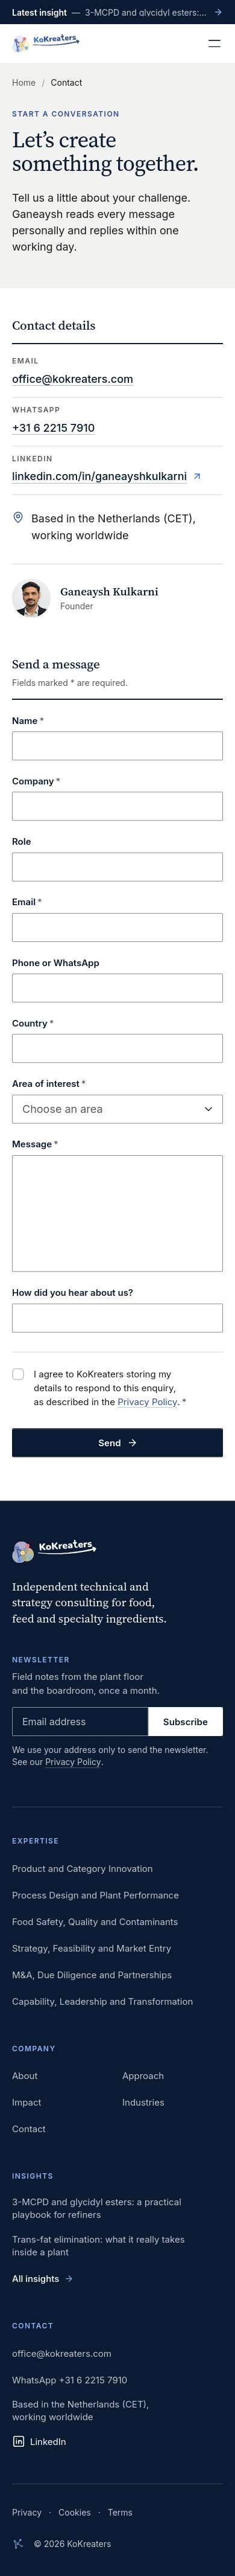 Latest insight — 3-MCPD and glycidyl esters:... →
KoKreaters
Home / Contact
START A CONVERSATION
Let’s create
something together.
Tell us a little about your challenge.
Ganeaysh reads every message
personally and replies within one
working day.
Contact details
EMAIL
office@kokreaters.com
WHATSAPP
+31 6 2215 7910
LINKEDIN
linkedin.com/in/ganeayshkulkarni
Based in the Netherlands (CET),
working worldwide
Ganeaysh Kulkarni
Founder
Send a message
Fields marked * are required.
Name *
Company *
Role
Email *
Phone or WhatsApp
Country *
Area of interest *
Choose an area
Message *
How did you hear about us?
I agree to KoKreaters storing my
details to respond to this enquiry,
as described in the Privacy Policy. *
Send →
KoKreaters
Independent technical and
strategy consulting for food,
feed and specialty ingredients.
NEWSLETTER
Field notes from the plant floor
and the boardroom, once a month.
Email address
Subscribe
We use your address only to send the newsletter.
See our Privacy Policy.
EXPERTISE
Product and Category Innovation
Process Design and Plant Performance
Food Safety, Quality and Contaminants
Strategy, Feasibility and Market Entry
M&A, Due Diligence and Partnerships
Capability, Leadership and Transformation
COMPANY
About Approach
Impact Industries
Contact
INSIGHTS
3-MCPD and glycidyl esters: a practical
playbook for refiners
Trans-fat elimination: what it really takes
inside a plant
All insights →
CONTACT
office@kokreaters.com
WhatsApp +31 6 2215 7910
Based in the Netherlands (CET),
working worldwide
LinkedIn
Privacy · Cookies · Terms
© 2026 KoKreaters